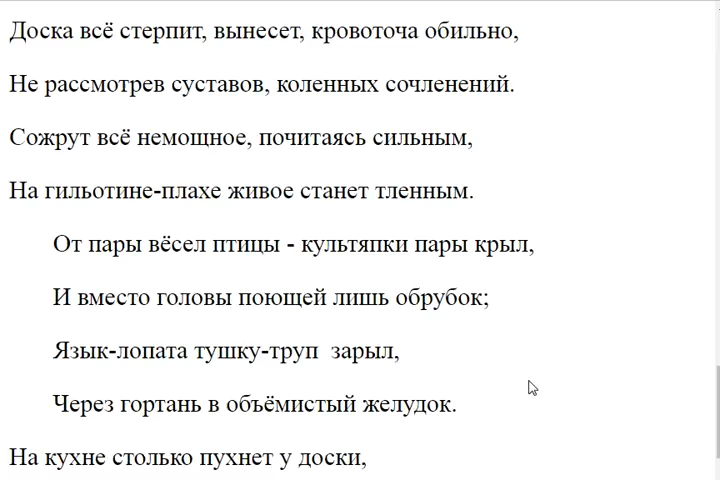 Доска всё стерпит, вынесет, кровоточа обильно,
Не рассмотрев суставов, коленных сочленений.
Сожрут всё немощное, почитаясь сильным,
На гильотине-плахе живое станет тленным.
От пары вёсел птицы - культяпки пары крыл,
И вместо головы поющей лишь обрубок;
Язык-лопата тушку-труп  зарыл,
Через гортань в объёмистый желудок.
На кухне столько пухнет у доски,